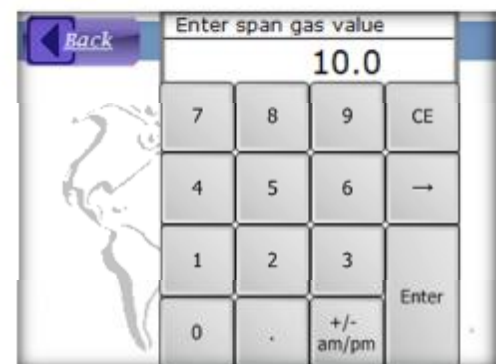 Back
Enter span gas value
10.0
7 8 9 CE
4 5 6 →
1 2 3
Enter
0 . +/-
am/pm